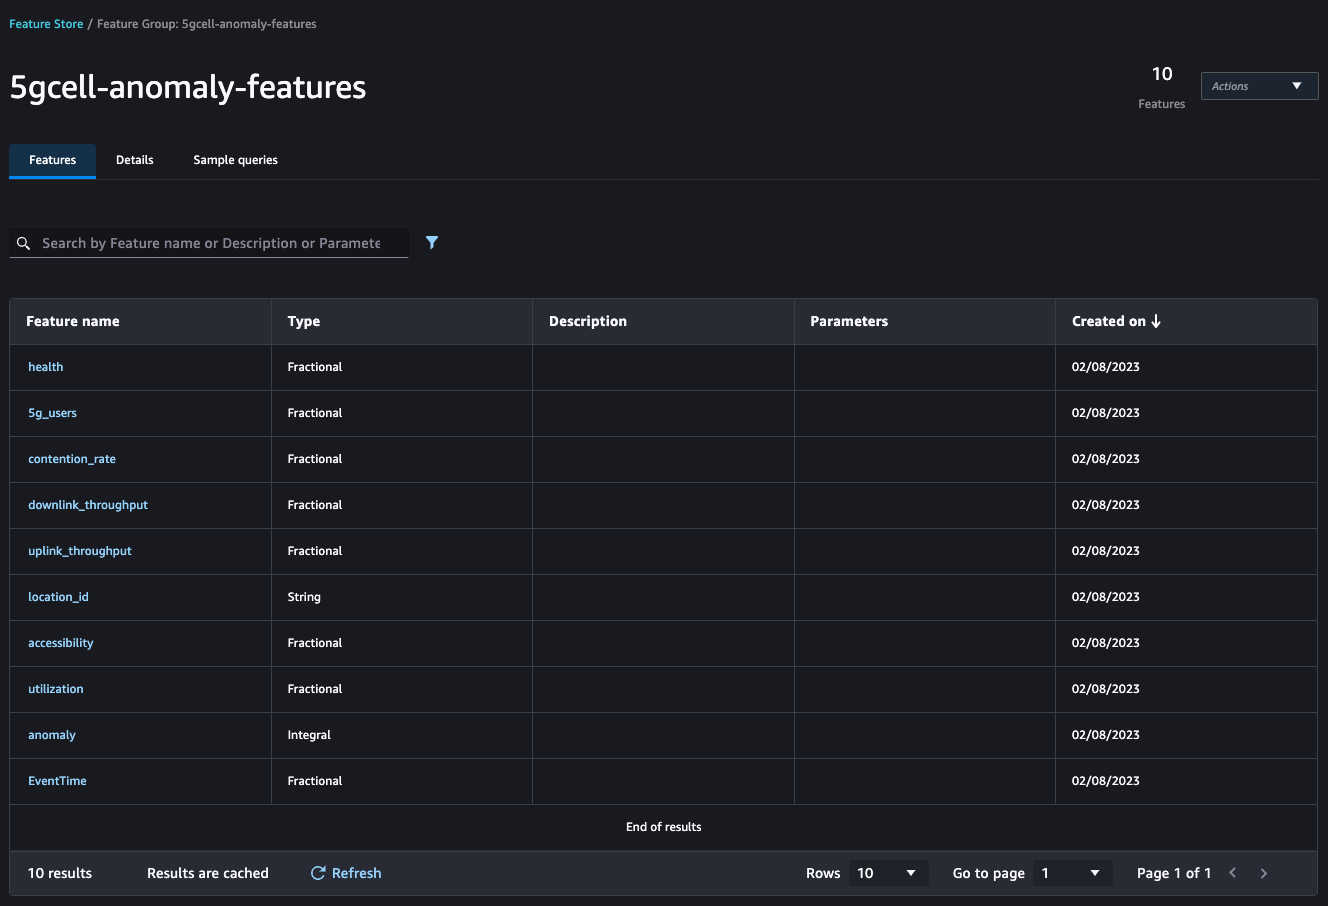 Feature Store / Feature Group: 5gcell-anomaly-features
5gcell-anomaly-features
10
Features
Actions
Features Details Sample queries
Search by Feature name or Description or Paramete
Feature name Type Description Parameters Created on
health Fractional 02/08/2023
5g_users Fractional 02/08/2023
contention_rate Fractional 02/08/2023
downlink_throughput Fractional 02/08/2023
uplink_throughput Fractional 02/08/2023
location_id String 02/08/2023
accessibility Fractional 02/08/2023
utilization Fractional 02/08/2023
anomaly Integral 02/08/2023
EventTime Fractional 02/08/2023
End of results
10 results Results are cached Refresh Rows 10 Go to page 1 Page 1 of 1